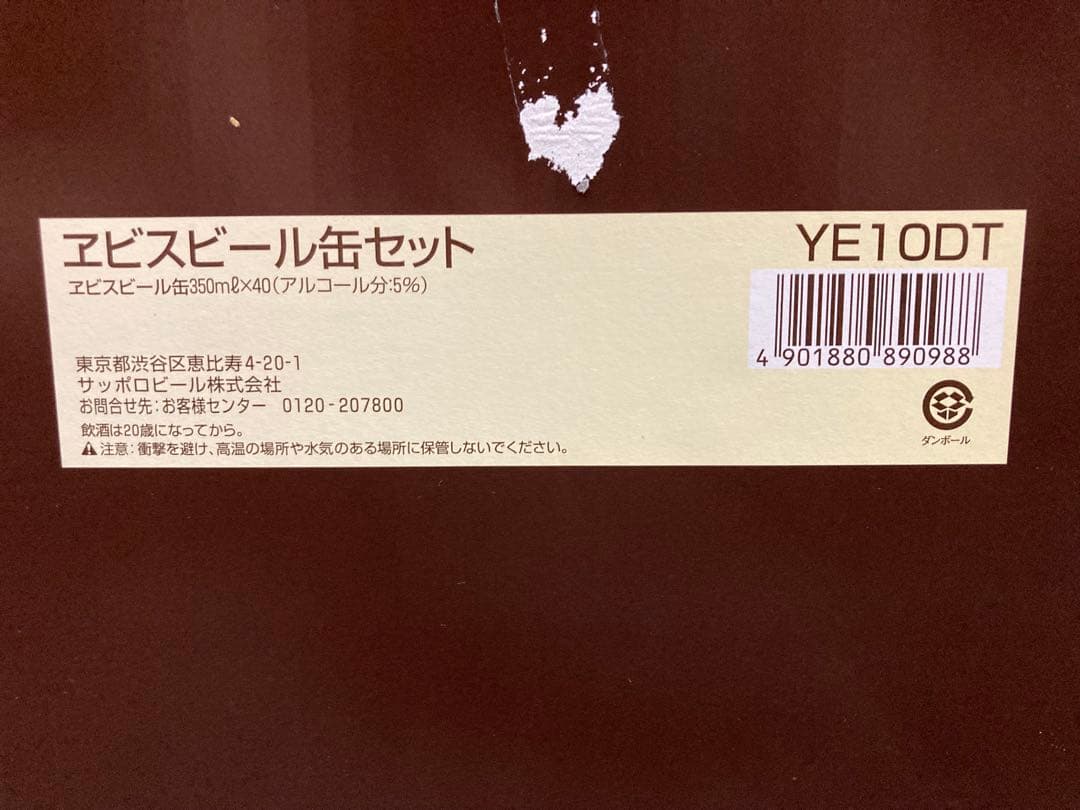 ヱビスビール缶セット
YE10DT
ヱビスビール缶350mℓ×40(アルコール分:5%)
4 901880 890988
東京都渋谷区恵比寿4-20-1
サッポロビール株式会社
お問合せ先:お客様センター 0120-207800
飲酒は20歳になってから。
⚠注意:衝撃を避け、高温の場所や水気のある場所に保管しないでください。
ダンボール